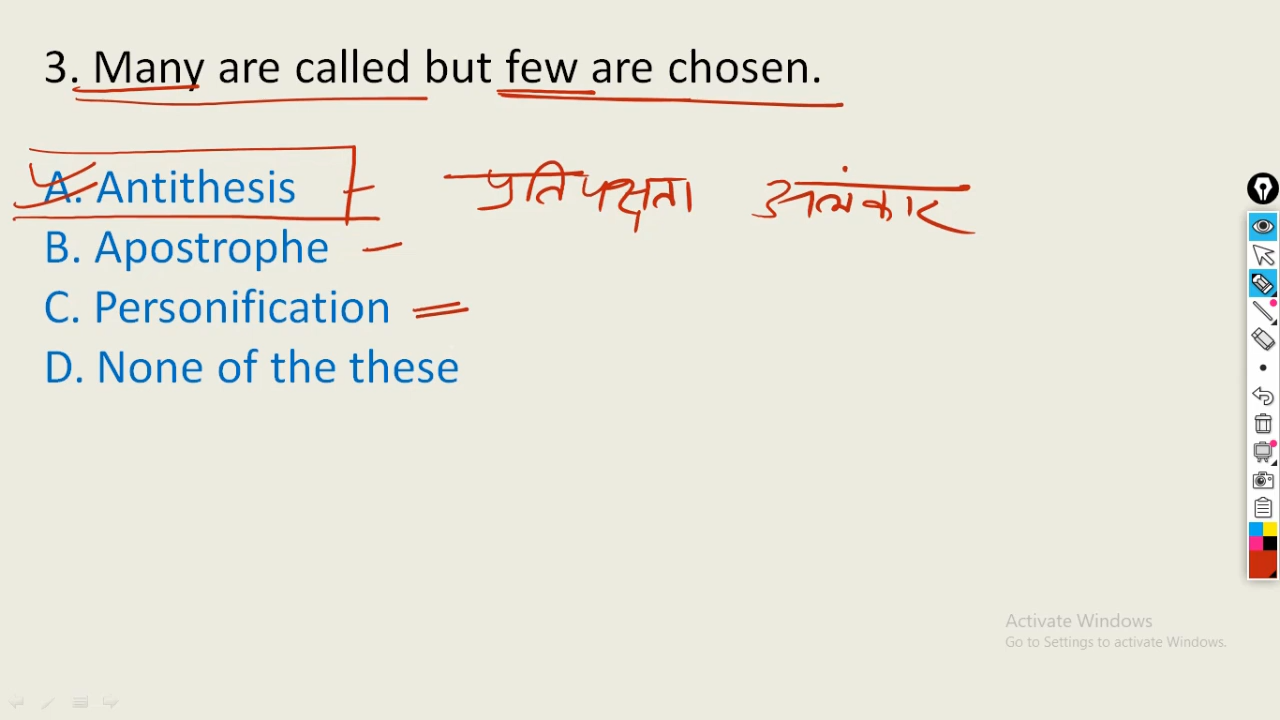 3. Many are called but few are chosen.
A. Antithesis प्रतिपक्षता अलंकार
B. Apostrophe
C. Personification
D. None of the these
Activate Windows
Go to Settings to activate Windows.